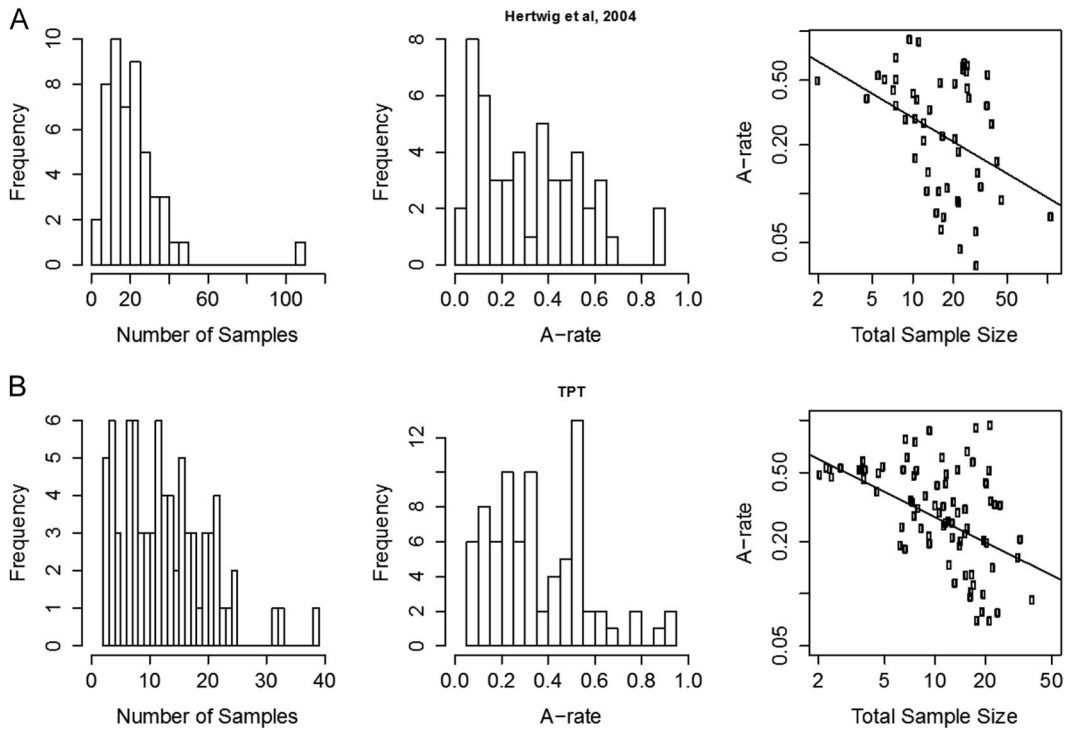 A
Hertwig et al, 2004
Frequency
0 2 4 6 8 10
0 20 60 100
Number of Samples
Frequency
0 2 4 6 8
0.0 0.2 0.4 0.6 0.8 1.0
A−rate
A−rate
0.05 0.20 0.50
2 5 10 20 50
Total Sample Size
B
TPT
Frequency
0 1 2 3 4 5 6
0 10 20 30 40
Number of Samples
Frequency
0 2 4 6 8 12
0.0 0.2 0.4 0.6 0.8 1.0
A−rate
A−rate
0.05 0.20 0.50
2 5 10 20 50
Total Sample Size